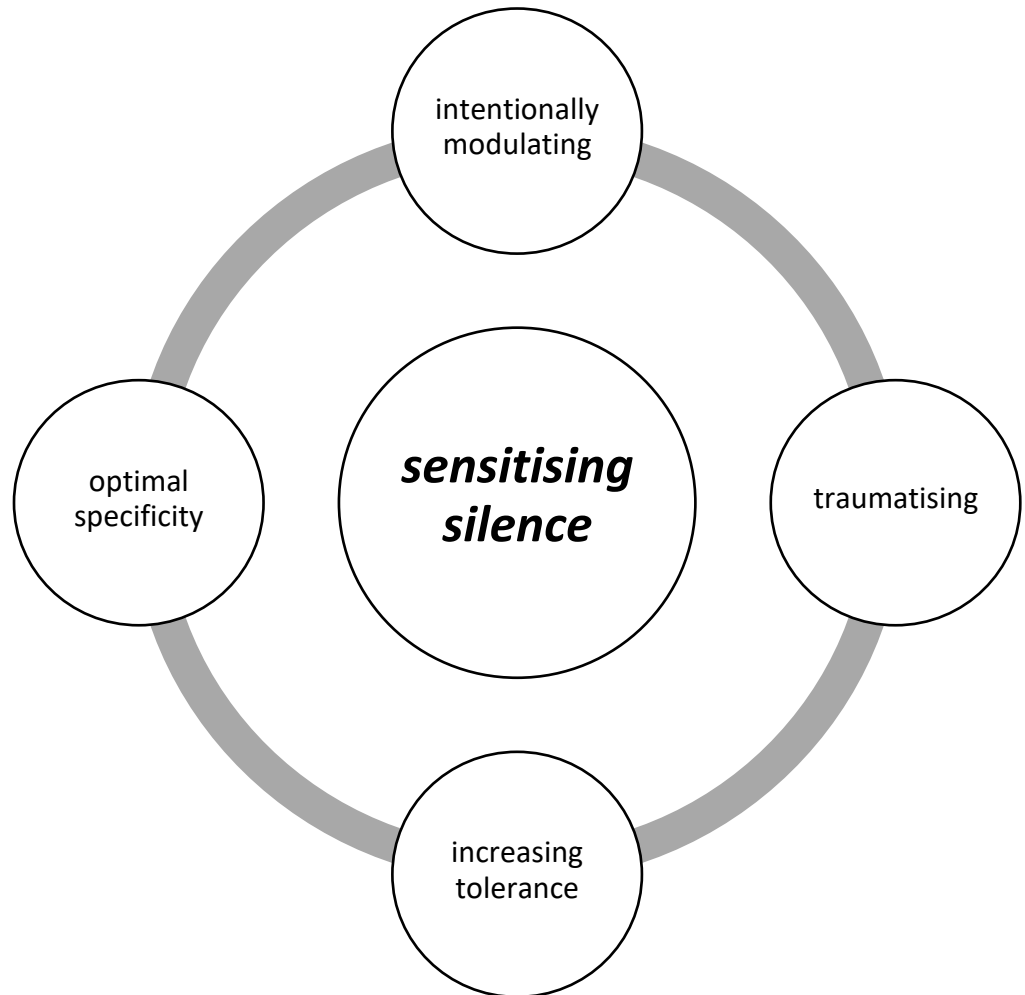 intentionally
modulating
optimal
specificity
sensitising
silence
traumatising
increasing
tolerance